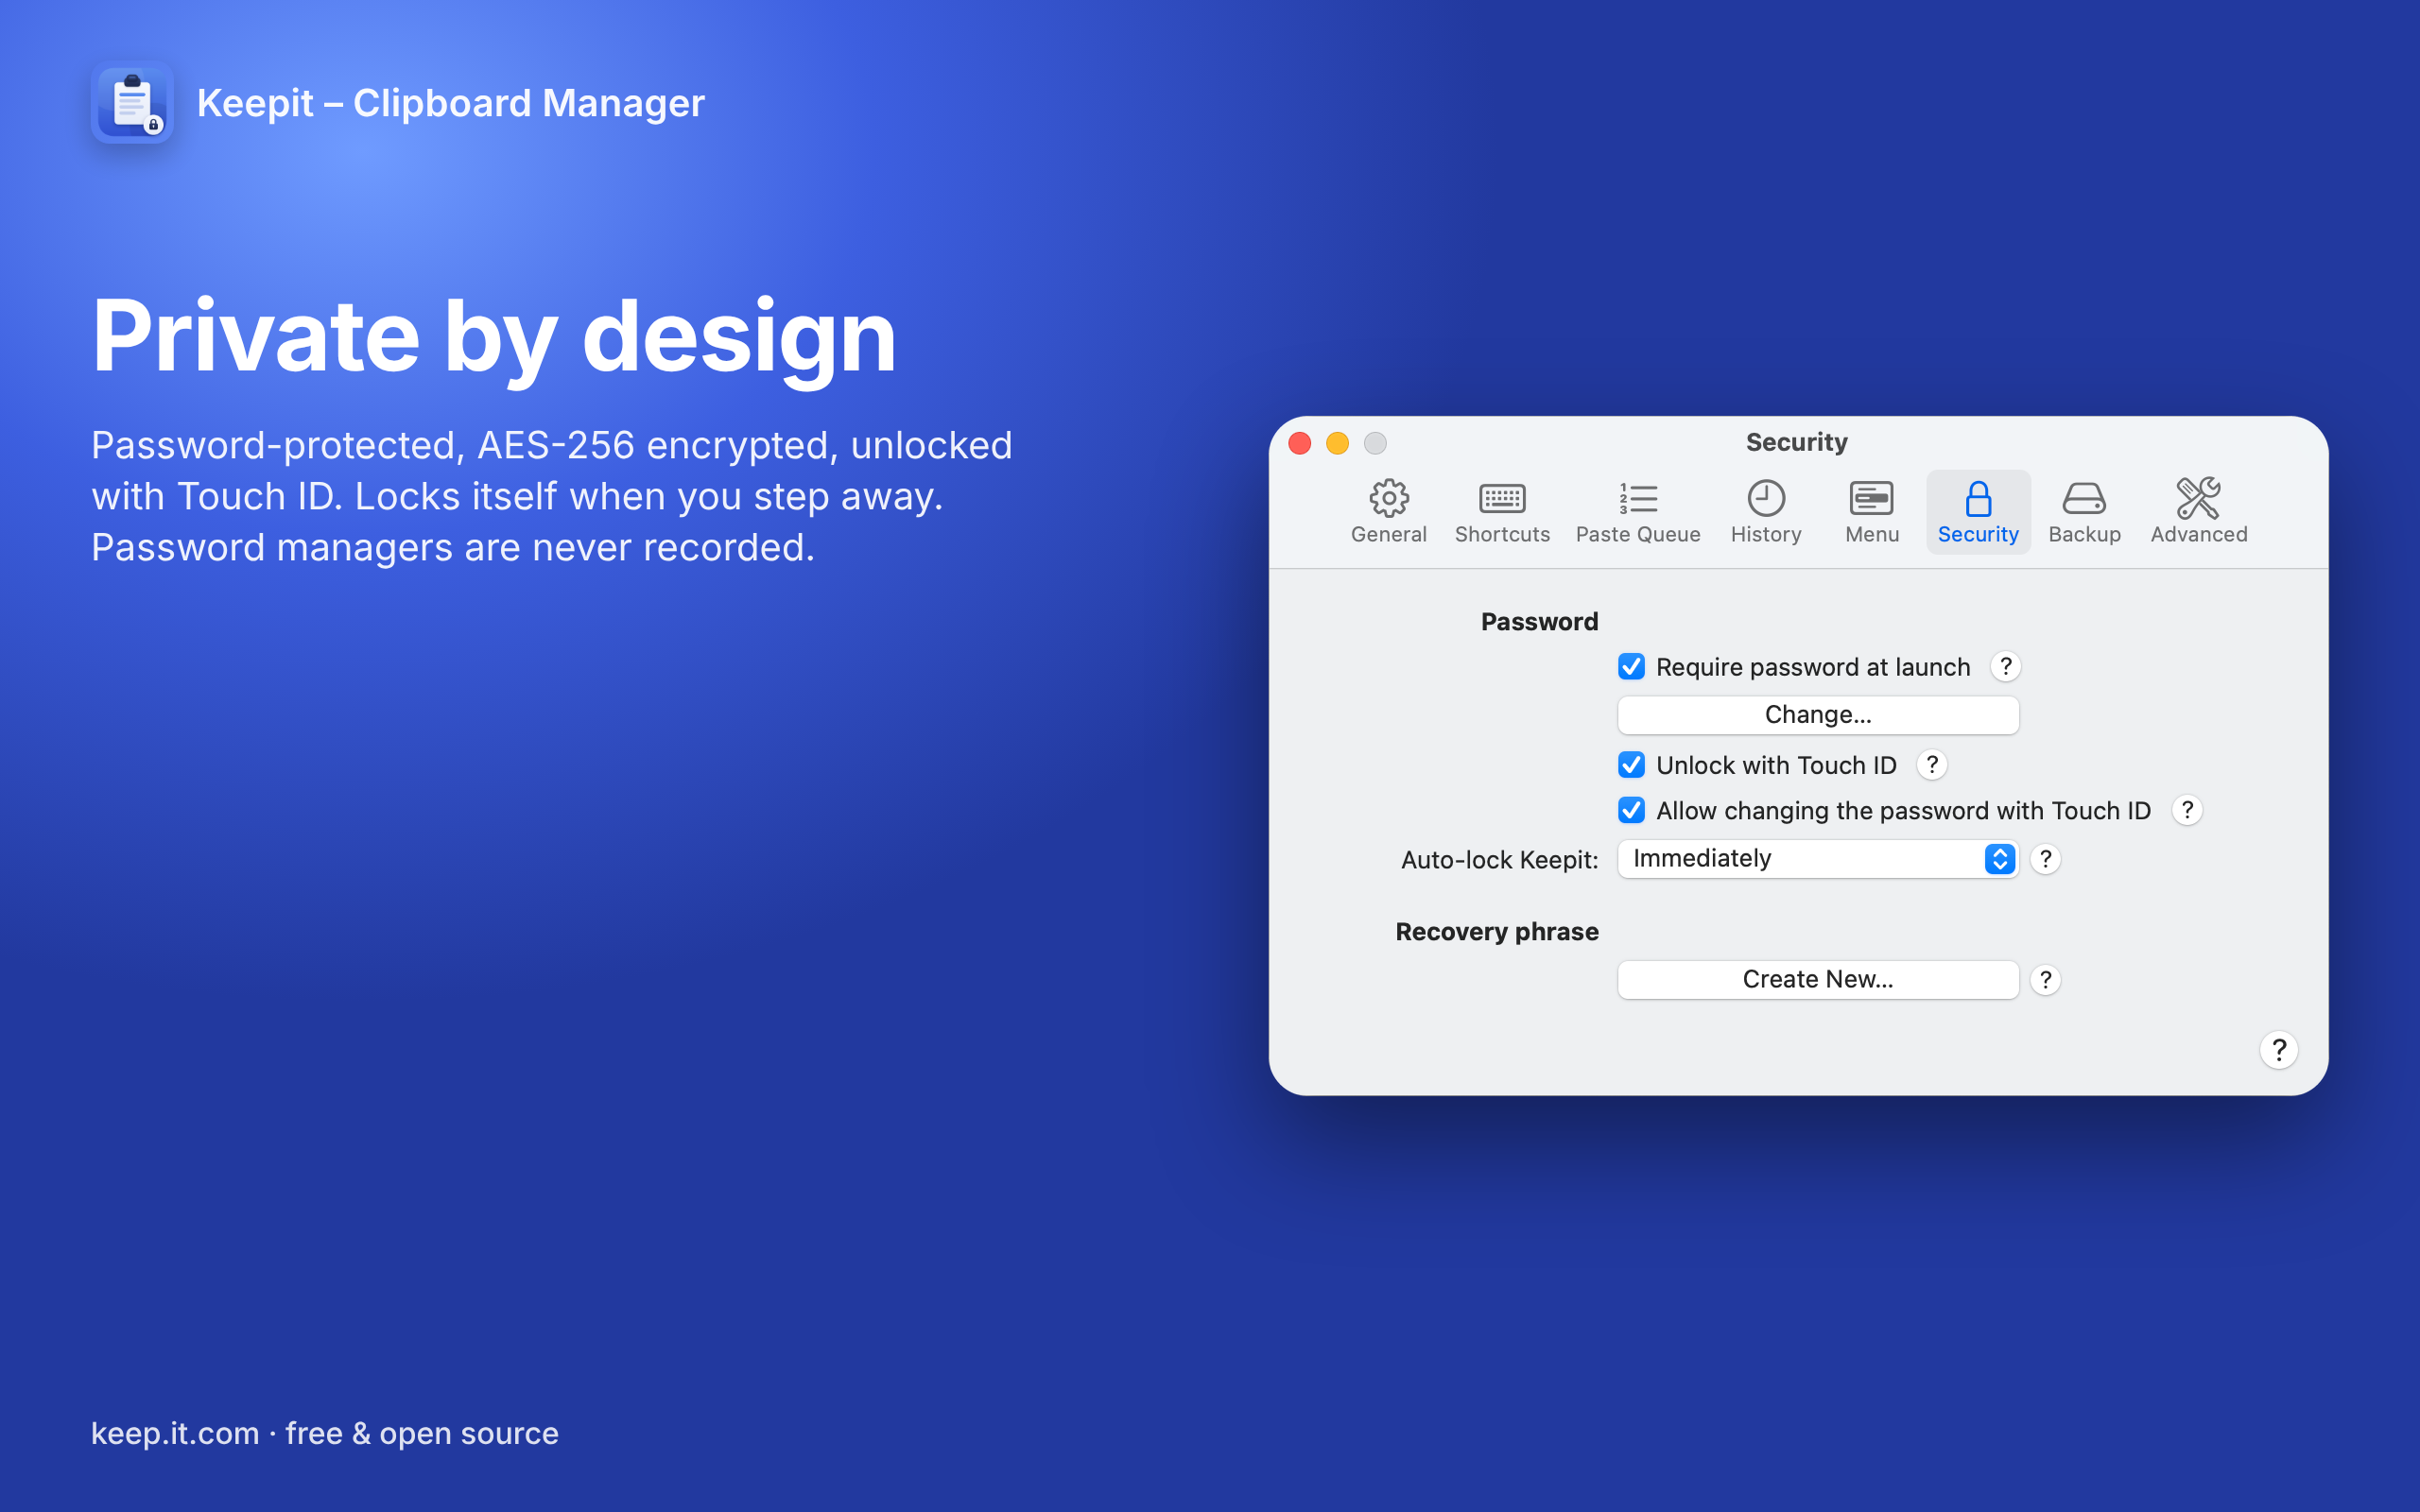 Keepit – Clipboard Manager
Private by design
Password-protected, AES-256 encrypted, unlocked
with Touch ID. Locks itself when you step away.
Password managers are never recorded.
Security
General Shortcuts Paste Queue History Menu Security Backup Advanced
Password
Require password at launch ?
Change...
Unlock with Touch ID ?
Allow changing the password with Touch ID ?
Auto-lock Keepit: Immediately ?
Recovery phrase
Create New... ?
?
keep.it.com · free & open source